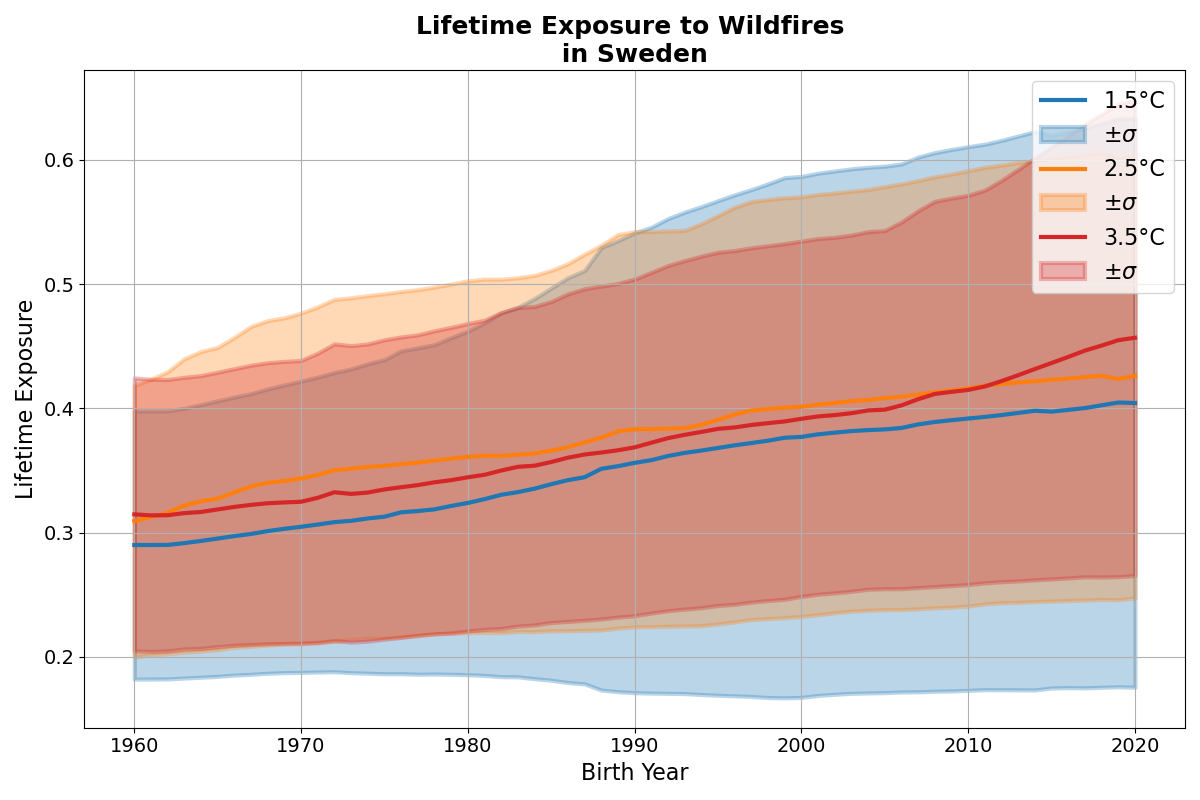 Lifetime Exposure to Wildfires
in Sweden
Lifetime Exposure
0.6
0.5
0.4
0.3
0.2
1.5°C
±σ
2.5°C
±σ
3.5°C
±σ
1960 1970 1980 1990 2000 2010 2020
Birth Year